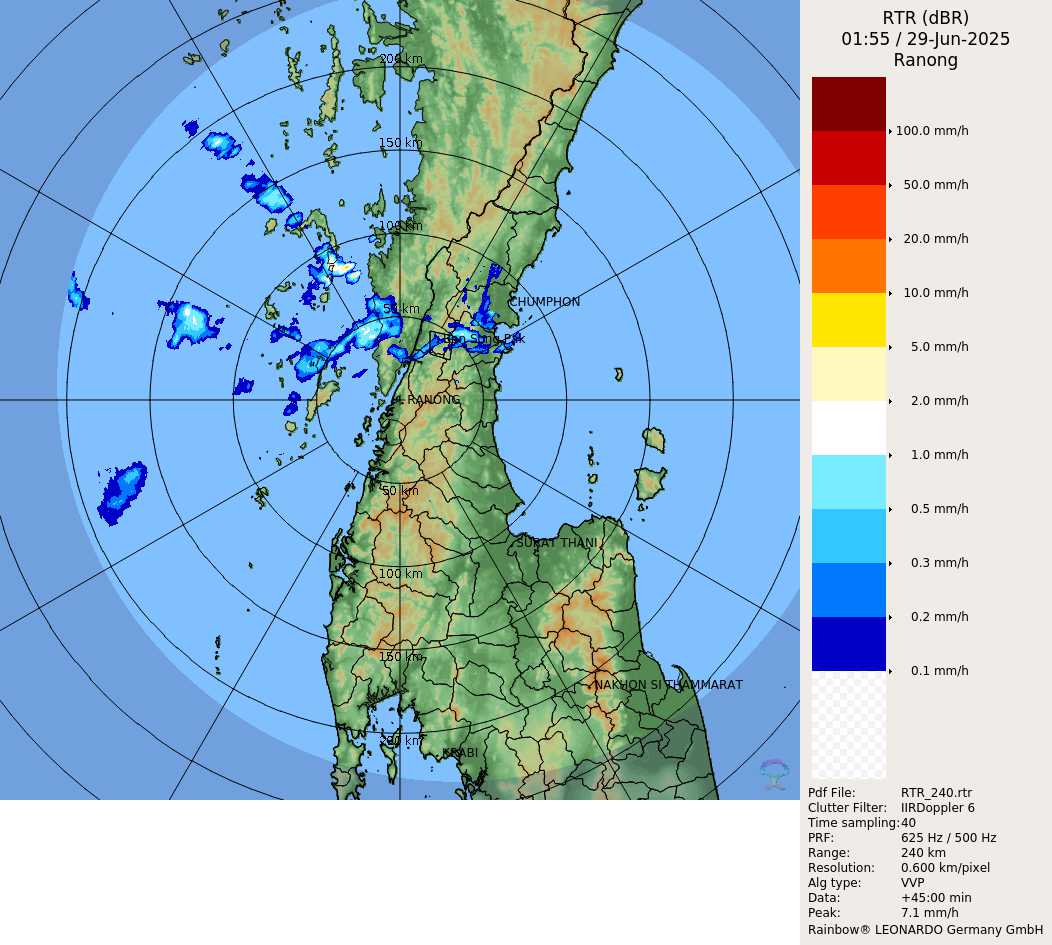 RTR (dBR)
01:55 / 29-Jun-2025
Ranong
200 km
150 km
100 km
50 km
CHUMPHON
RANONG
50 km
SURAT THANI
100 km
150 km
NAKHON SI THAMMARAT
200 km
KRABI
100.0 mm/h
50.0 mm/h
20.0 mm/h
10.0 mm/h
5.0 mm/h
2.0 mm/h
1.0 mm/h
0.5 mm/h
0.3 mm/h
0.2 mm/h
0.1 mm/h
Pdf File: RTR_240.rtr
Clutter Filter: IIRDoppler 6
Time sampling: 40
PRF: 625 Hz / 500 Hz
Range: 240 km
Resolution: 0.600 km/pixel
Alg type: VVP
Data: +45:00 min
Peak: 7.1 mm/h
Rainbow® LEONARDO Germany GmbH